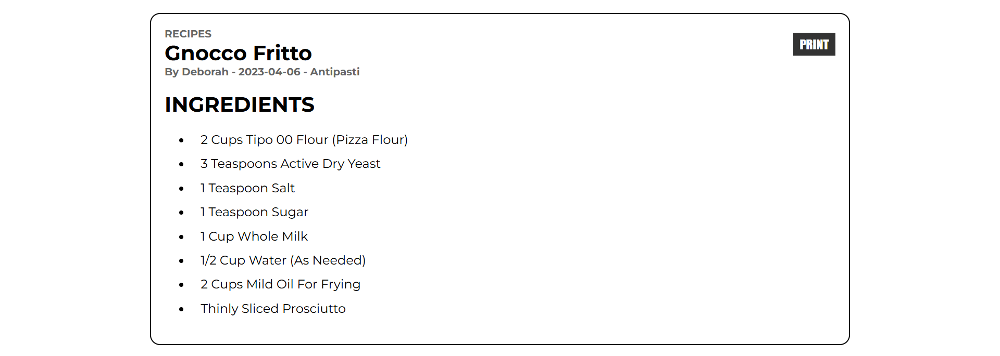 RECIPES
PRINT
Gnocco Fritto
By Deborah - 2023-04-06 - Antipasti
INGREDIENTS
2 Cups Tipo 00 Flour (Pizza Flour)
3 Teaspoons Active Dry Yeast
1 Teaspoon Salt
1 Teaspoon Sugar
1 Cup Whole Milk
1/2 Cup Water (As Needed)
2 Cups Mild Oil For Frying
Thinly Sliced Prosciutto